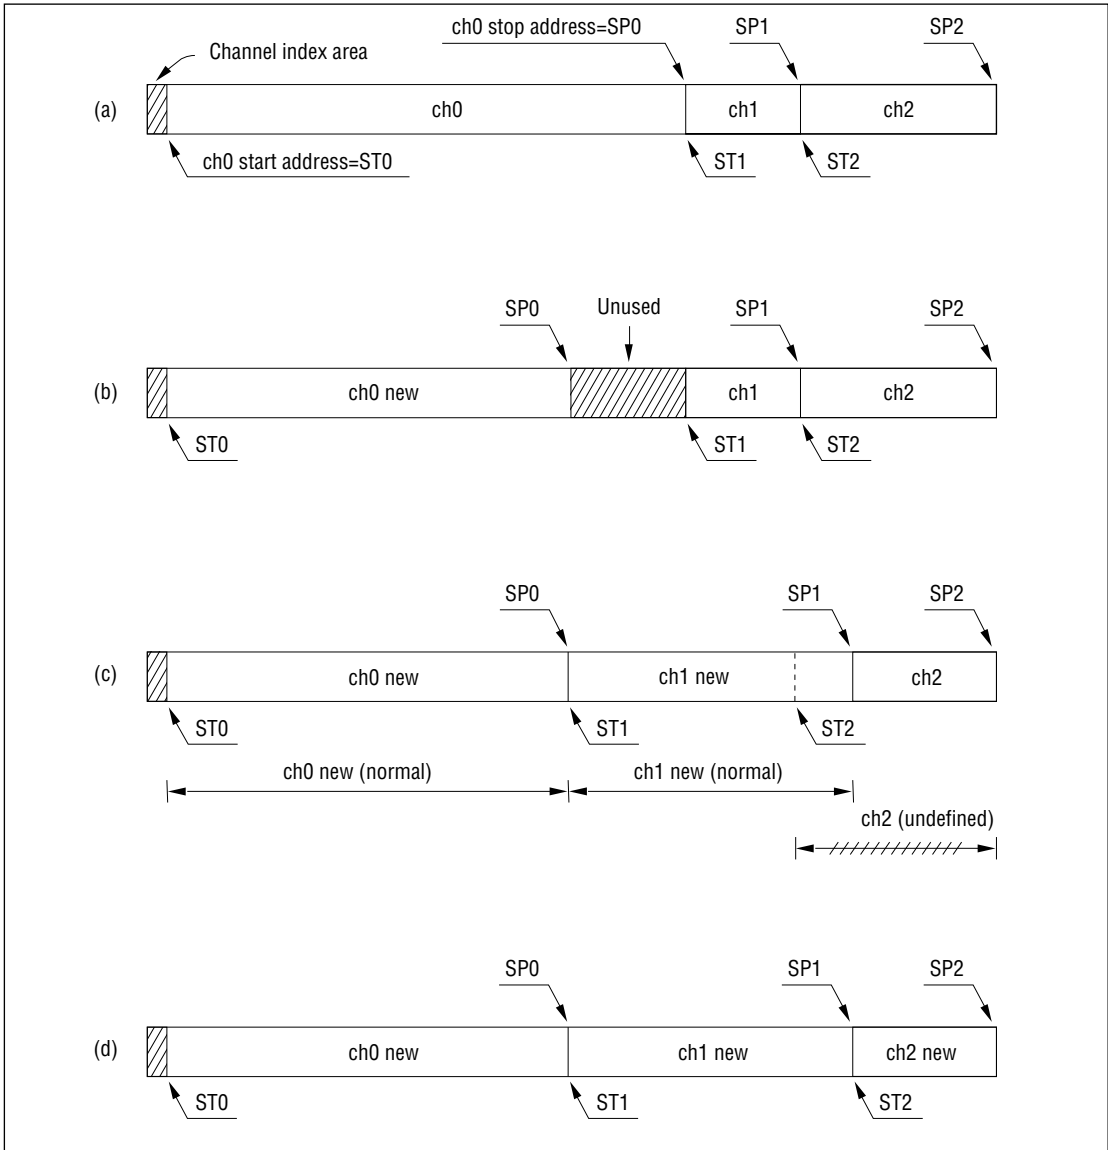 ch0 stop address=SP0 SP1 SP2
Channel index area
(a) ch0 ch1 ch2
ch0 start address=ST0 ST1 ST2
SP0 Unused SP1 SP2
(b) ch0 new ch1 ch2
ST0 ST1 ST2
SP0 SP1 SP2
(c) ch0 new ch1 new ch2
ST0 ST1 ST2
ch0 new (normal) ch1 new (normal)
ch2 (undefined)
SP0 SP1 SP2
(d) ch0 new ch1 new ch2 new
ST0 ST1 ST2